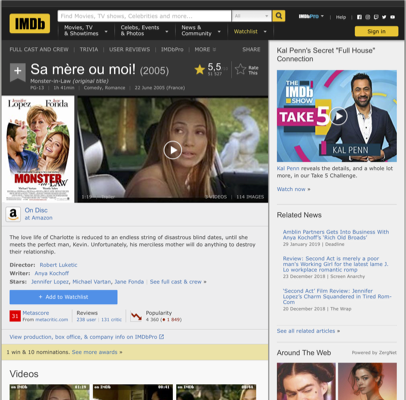 IMDb
Find Movies, TV shows, Celebrities and more...
All
IMDbPro
Help
Movies, TV & Showtimes
Celebs, Events & Photos
News & Community
Watchlist
Sign in
FULL CAST AND CREW | TRIVIA | USER REVIEWS | IMDbPro | MORE
SHARE
Sa mère ou moi! (2005)
Monster-in-Law (original title)
PG-13 | 1h 41min | Comedy, Romance | 22 June 2005 (France)
5,5
Rate This
Lopez
Fonda
MONSTER
LAW
VIDEOS | 114 IMAGES
On Disc
at Amazon
The love life of Charlotte is reduced to an endless string of disastrous blind dates, until she
meets the perfect man, Kevin. Unfortunately, his merciless mother will do anything to destroy
their relationship.
Director: Robert Luketic
Writer: Anya Kochoff
Stars: Jennifer Lopez, Michael Vartan, Jane Fonda | See full cast & crew »
+ Add to Watchlist
31
Metascore
From metacritic.com
Reviews
238 user | 131 critic
Popularity
4 360 (1 849)
View production, box office, & company info on IMDbPro
1 win & 10 nominations. See more awards »
Videos
Kal Penn's Secret "Full House"
Connection
THE IMDb SHOW
TAKE 5
KAL PENN
Kal Penn reveals the details, and a whole lot
more, in our Take 5 Challenge.
Watch now »
Related News
Amblin Partners Gets Into Business With
Anya Kochoff's 'Rich Old Broads'
29 January 2019 | Deadline
Review: Second Act is merely a poor
man's Working Girl for the latest Jame J.
Lo workplace romantic romp
23 December 2018 | Screen Anarchy
'Second Act' Film Review: Jennifer
Lopez's Charm Squandered in Tired Rom-
Com
20 December 2018 | The Wrap
See all related articles »
Around The Web
Powered by ZergNet